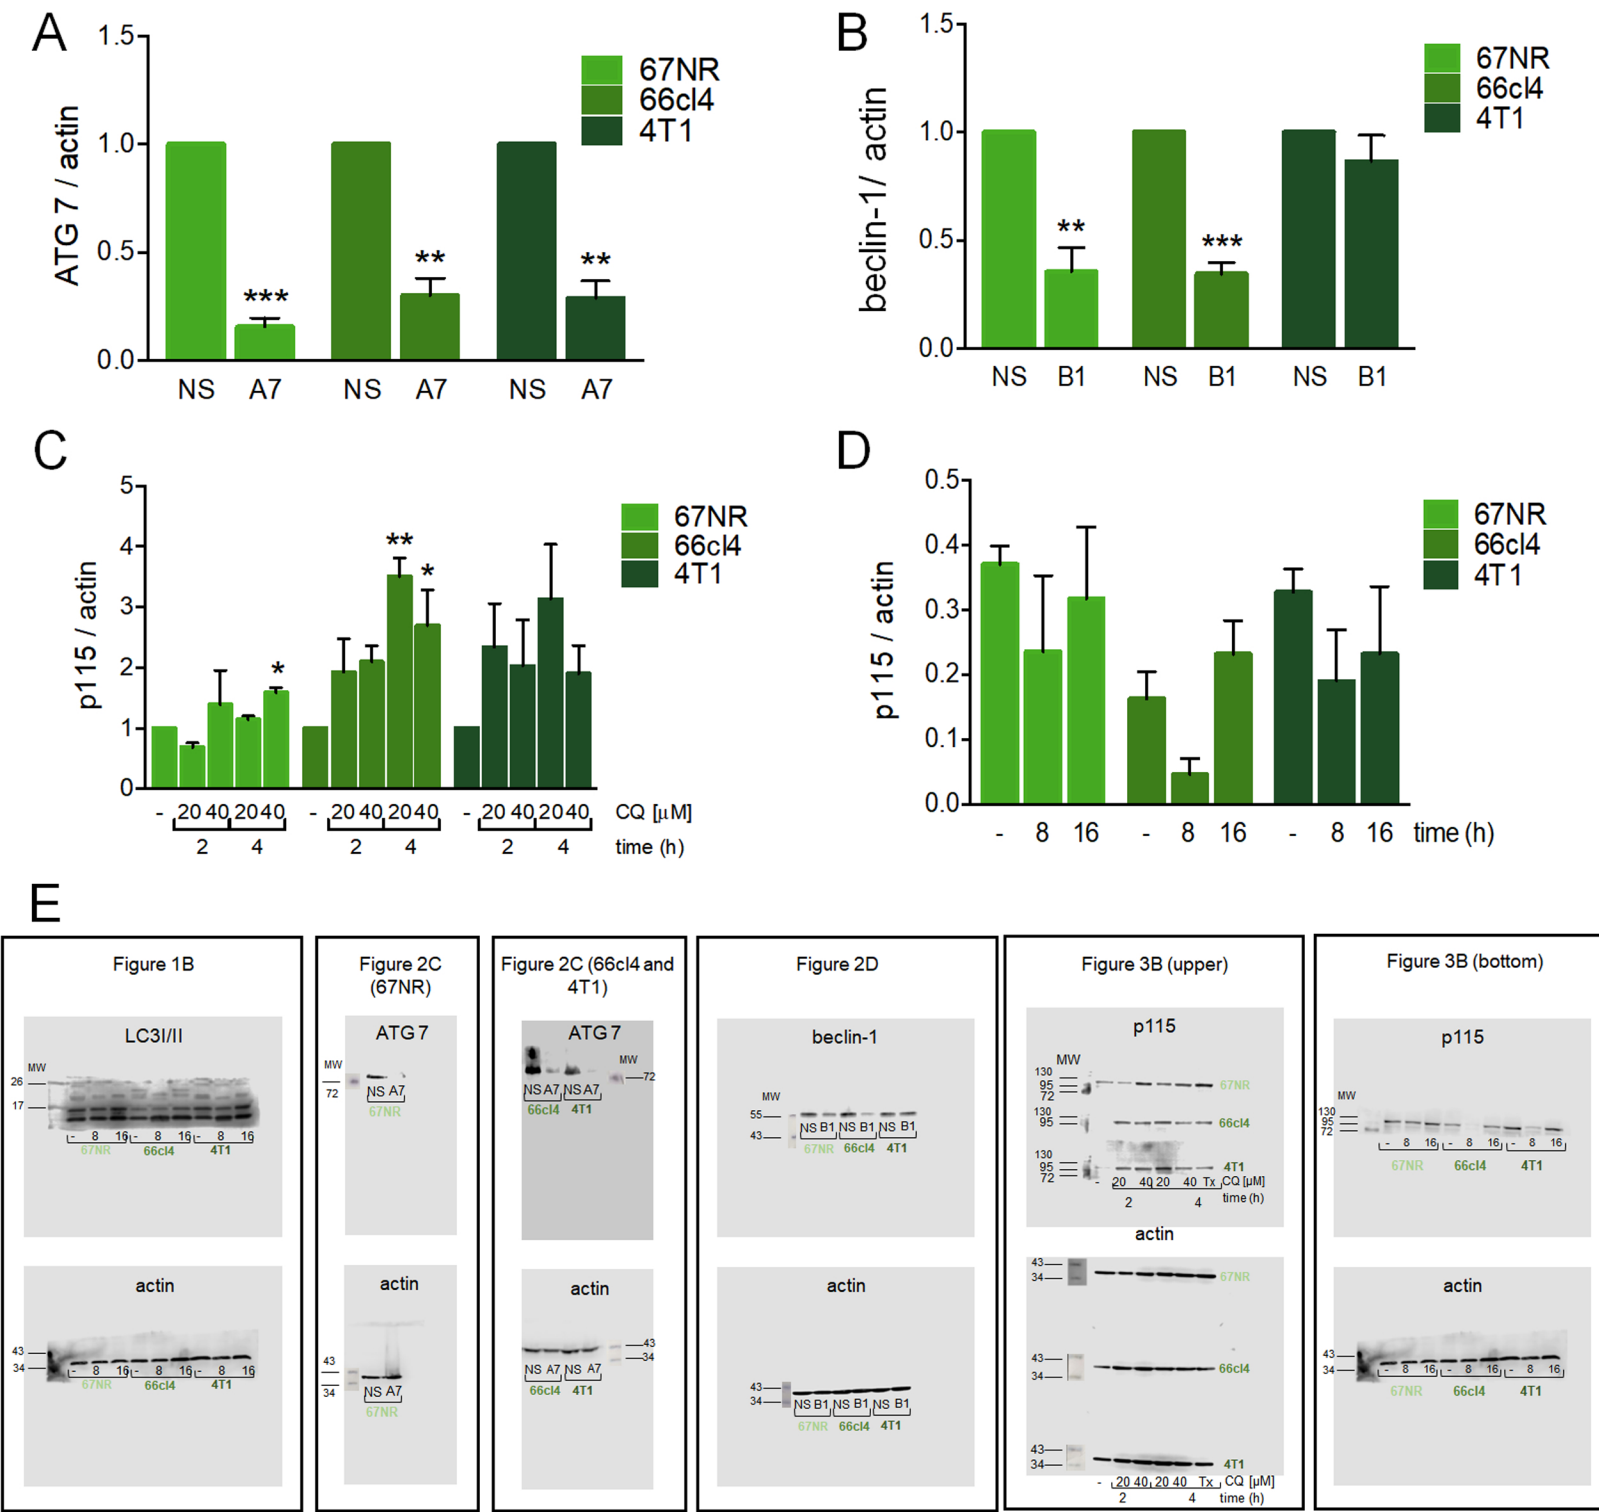 A
1.5
1.0
0.5
0.0
ATG 7 / actin
67NR
66cl4
4T1
***
**
**
NS A7 NS A7 NS A7
B
1.5
1.0
0.5
0.0
beclin-1/ actin
67NR
66cl4
4T1
**
***
NS B1 NS B1 NS B1
C
5
4
3
2
1
0
p115 / actin
67NR
66cl4
4T1
*
**
*
- 20 40 20 40 - 20 40 20 40 - 20 40 20 40 CQ [µM]
2 4 2 4 2 4 time (h)
D
0.5
0.4
0.3
0.2
0.1
0.0
p115 / actin
67NR
66cl4
4T1
- 8 16 - 8 16 - 8 16 time (h)
E
Figure 1B
LC3I/II
MW
26
17
- 8 16 - 8 16 - 8 16
67NR 66cl4 4T1
actin
43
34
- 8 16 - 8 16 - 8 16
67NR 66cl4 4T1
Figure 2C
(67NR)
ATG 7
MW
72
NS A7
67NR
actin
43
34
NS A7
67NR
Figure 2C (66cl4 and
4T1)
ATG 7
MW
72
NS A7 NS A7
66cl4 4T1
actin
43
34
NS A7 NS A7
66cl4 4T1
Figure 2D
beclin-1
MW
55
43
NS B1 NS B1 NS B1
67NR 66cl4 4T1
actin
43
34
NS B1 NS B1 NS B1
67NR 66cl4 4T1
Figure 3B (upper)
p115
MW
130
95
72
67NR
130
95
66cl4
130
95
72
4T1
- 20 40 20 40 Tx CQ [µM]
2 4 time (h)
actin
43
34
67NR
43
34
66cl4
43
34
4T1
- 20 40 20 40 Tx CQ [µM]
2 4 time (h)
Figure 3B (bottom)
p115
MW
130
95
72
- 8 16 - 8 16 - 8 16
67NR 66cl4 4T1
actin
43
34
- 8 16 - 8 16 - 8 16
67NR 66cl4 4T1